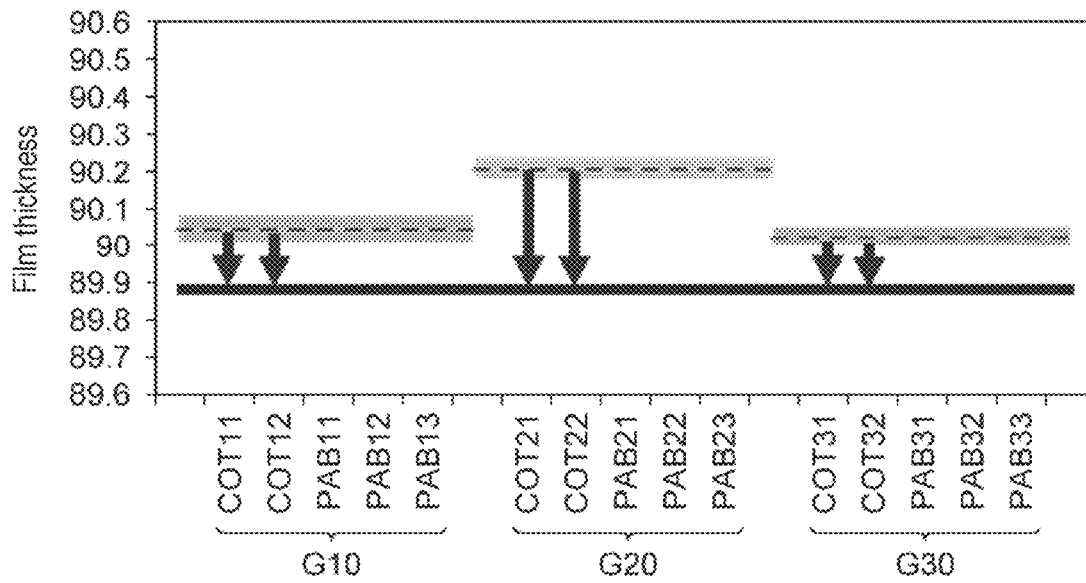 Film thickness
90.6
90.5
90.4
90.3
90.2
90.1
90
89.9
89.8
89.7
89.6
COT11
COT12
PAB11
PAB12
PAB13
COT21
COT22
PAB21
PAB22
PAB23
COT31
COT32
PAB31
PAB32
PAB33
G10
G20
G30